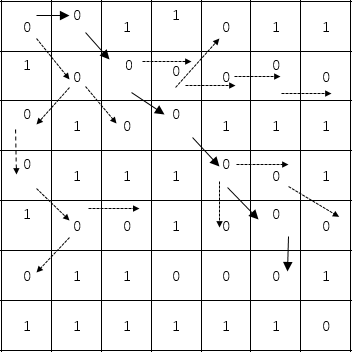 0 0 1 1 0 1 1
1 0 0 0 0 0 0
0 1 0 0 1 1 1
0 1 1 1 0 0 1
1 0 0 1 0 0 0
0 1 1 0 0 0 1
1 1 1 1 1 1 0